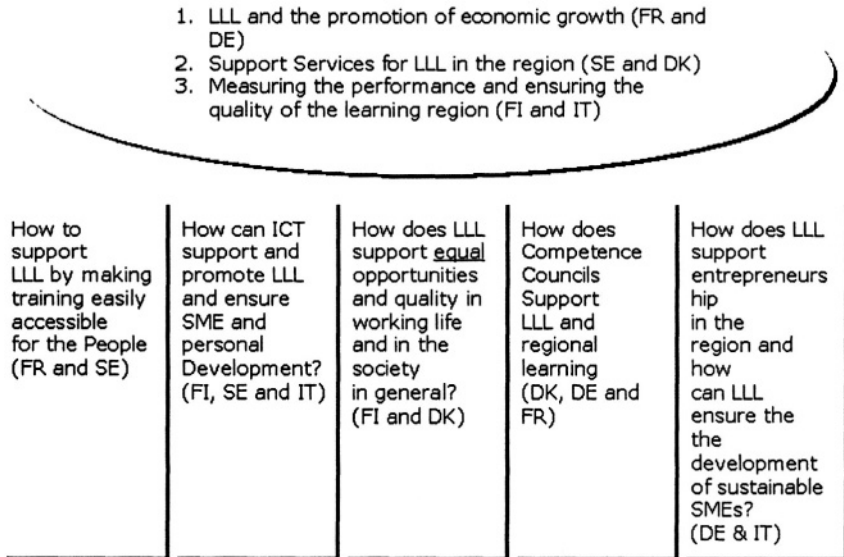 1. LLL and the promotion of economic growth (FR and
DE)
2. Support Services for LLL in the region (SE and DK)
3. Measuring the performance and ensuring the
quality of the learning region (FI and IT)
How to
support
LLL by making
training easily
accessible
for the People
(FR and SE)
How can ICT
support and
promote LLL
and ensure
SME and
personal
Development?
(FI, SE and IT)
How does LLL
support equal
opportunities
and quality in
working life
and in the
society
in general?
(FI and DK)
How does
Competence
Councils
Support
LLL and
regional
learning
(DK, DE and
FR)
How does LLL
support
entrepreneurs
hip
in the
region and
how
can LLL
ensure the
the
development
of sustainable
SMEs?
(DE & IT)